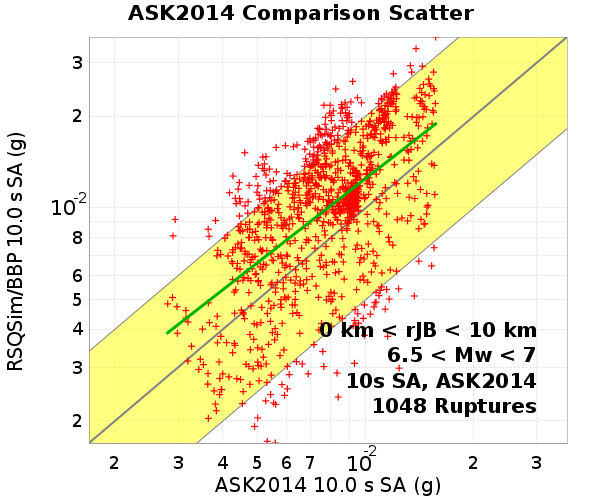 ASK2014 Comparison Scatter
RSQSim/BBP 10.0 s SA (g)
3
2
10-2
8
6
5
4
3
2
0 km < rJB < 10 km
6.5 < Mw < 7
10s SA, ASK2014
1048 Ruptures
2 3 4 5 6 7 10-2 2 3
ASK2014 10.0 s SA (g)